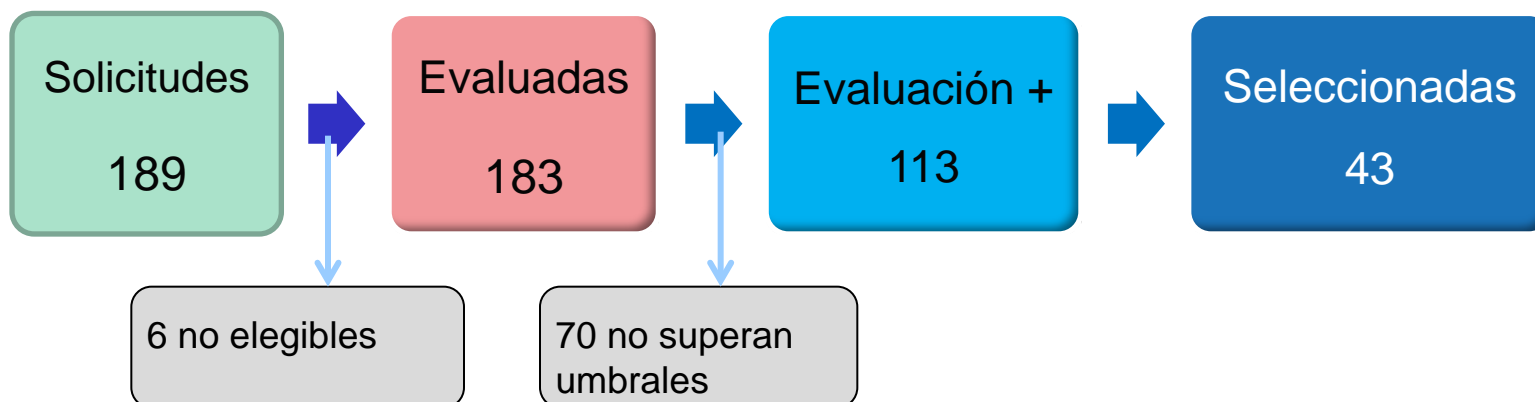 Solicitudes
189
Evaluadas
183
Evaluación +
113
Seleccionadas
43
6 no elegibles
70 no superan
umbrales